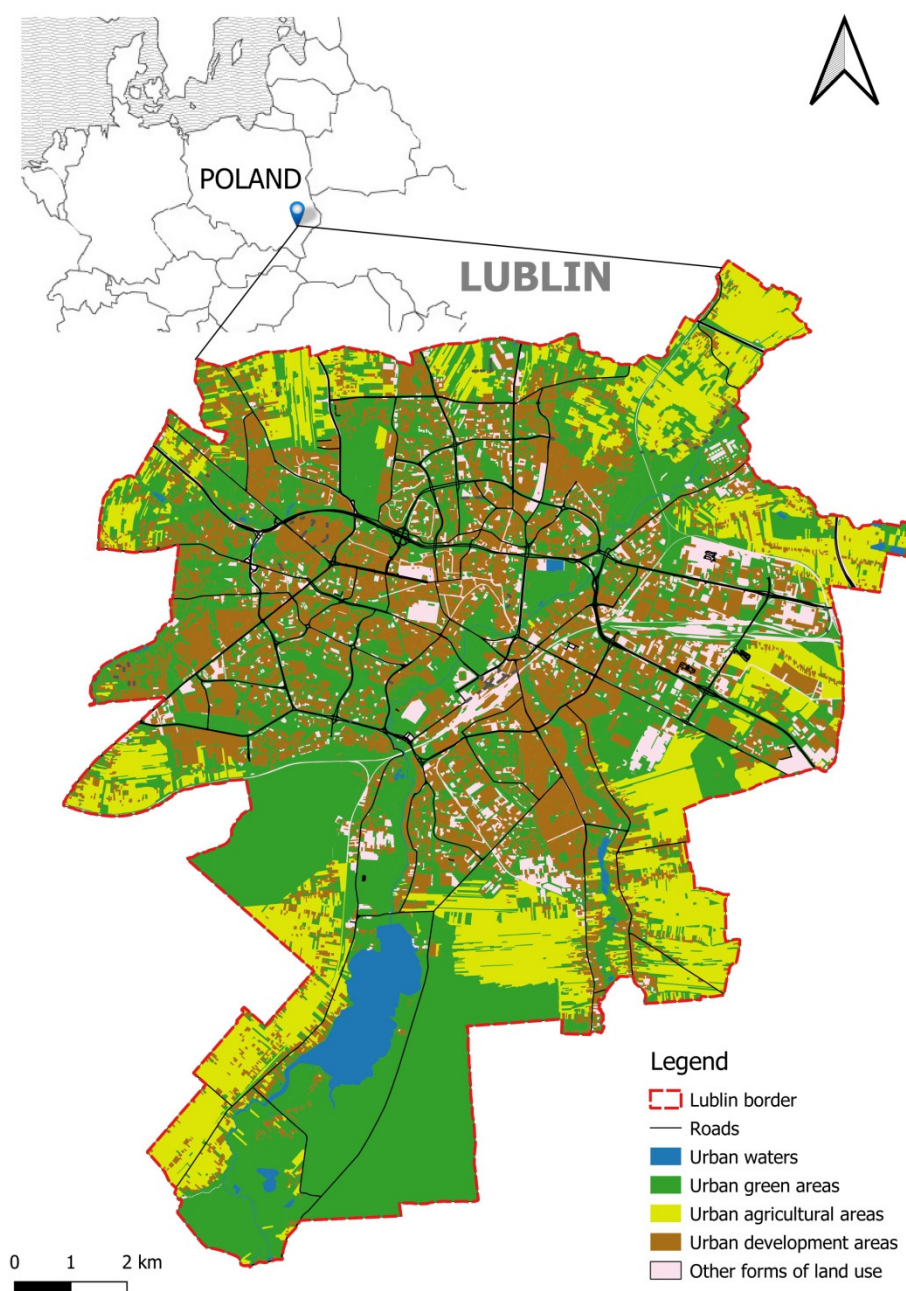 POLAND
LUBLIN
Legend
Lublin border
Roads
Urban waters
Urban green areas
Urban agricultural areas
Urban development areas
Other forms of land use
0 1 2 km